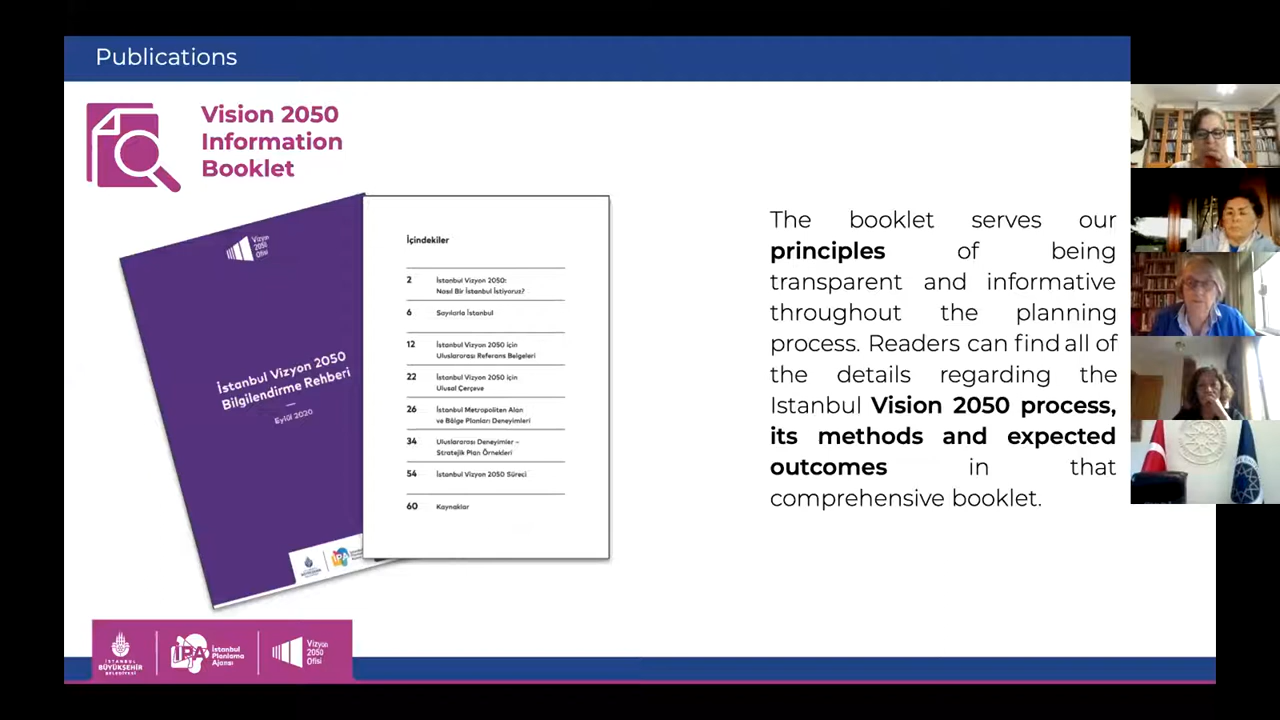 Publications
Vision 2050
Information
Booklet
Vizyon
2050
Ofisi
İstanbul Vizyon 2050
Bilgilendirme Rehberi
Eylül 2020
İPA
İçindekiler
2 İstanbul Vizyon 2050:
Nasıl Bir İstanbul İstiyoruz?
6 Sayılarla İstanbul
12 İstanbul Vizyon 2050 için
Uluslararası Referans Belgeleri
22 İstanbul Vizyon 2050 için
Ulusal Çerçeve
26 İstanbul Metropoliten Alan
ve Bölge Planları Deneyimleri
34 Uluslararası Deneyimler –
Stratejik Plan Örnekleri
54 İstanbul Vizyon 2050 Süreci
60 Kaynaklar
The booklet serves our
principles of being
transparent and informative
throughout the planning
process. Readers can find all of
the details regarding the
Istanbul Vision 2050 process,
its methods and expected
outcomes in that
comprehensive booklet.
İSTANBUL
BÜYÜKŞEHİR
BELEDİYESİ
İPA
İstanbul
Planlama
Ajansı
Vizyon
2050
Ofisi